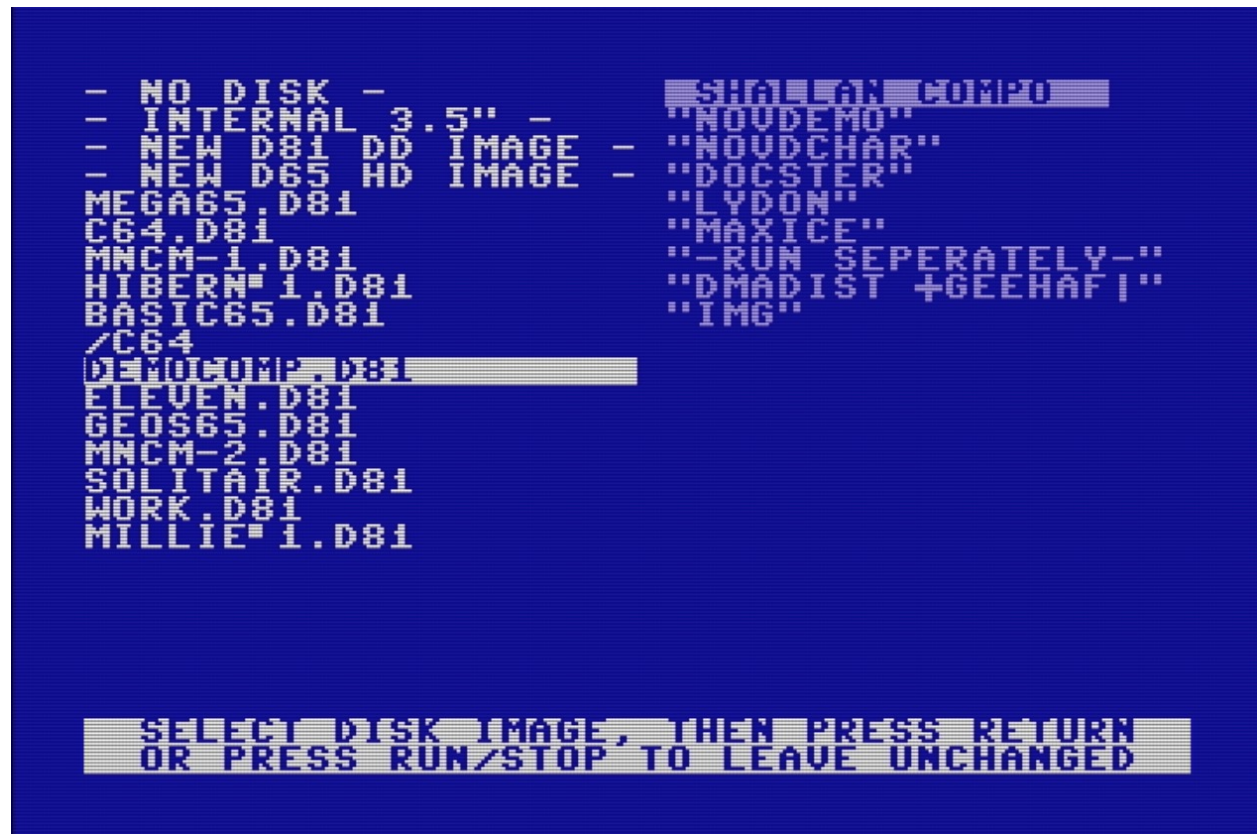 - NO DISK -
- INTERNAL 3.5" -
- NEW D81 DD IMAGE -
- NEW D65 HD IMAGE -
MEGA65.D81
C64.D81
MNCM-1.D81
HIBERN▀1.D81
BASIC65.D81
/C64
DEMOCOMP.D81
ELEVEN.D81
GEOS65.D81
MNCM-2.D81
SOLITAIR.D81
WORK.D81
MILLIE▀1.D81
SHALLAN COMPO
"NOVDEMO"
"NOVDCHAR"
"DOCSTER"
"LYDON"
"MAXICE"
"-RUN SEPERATELY-"
"DMADIST ┼GEEHAF|"
"IMG"
SELECT DISK IMAGE, THEN PRESS RETURN
OR PRESS RUN/STOP TO LEAVE UNCHANGED